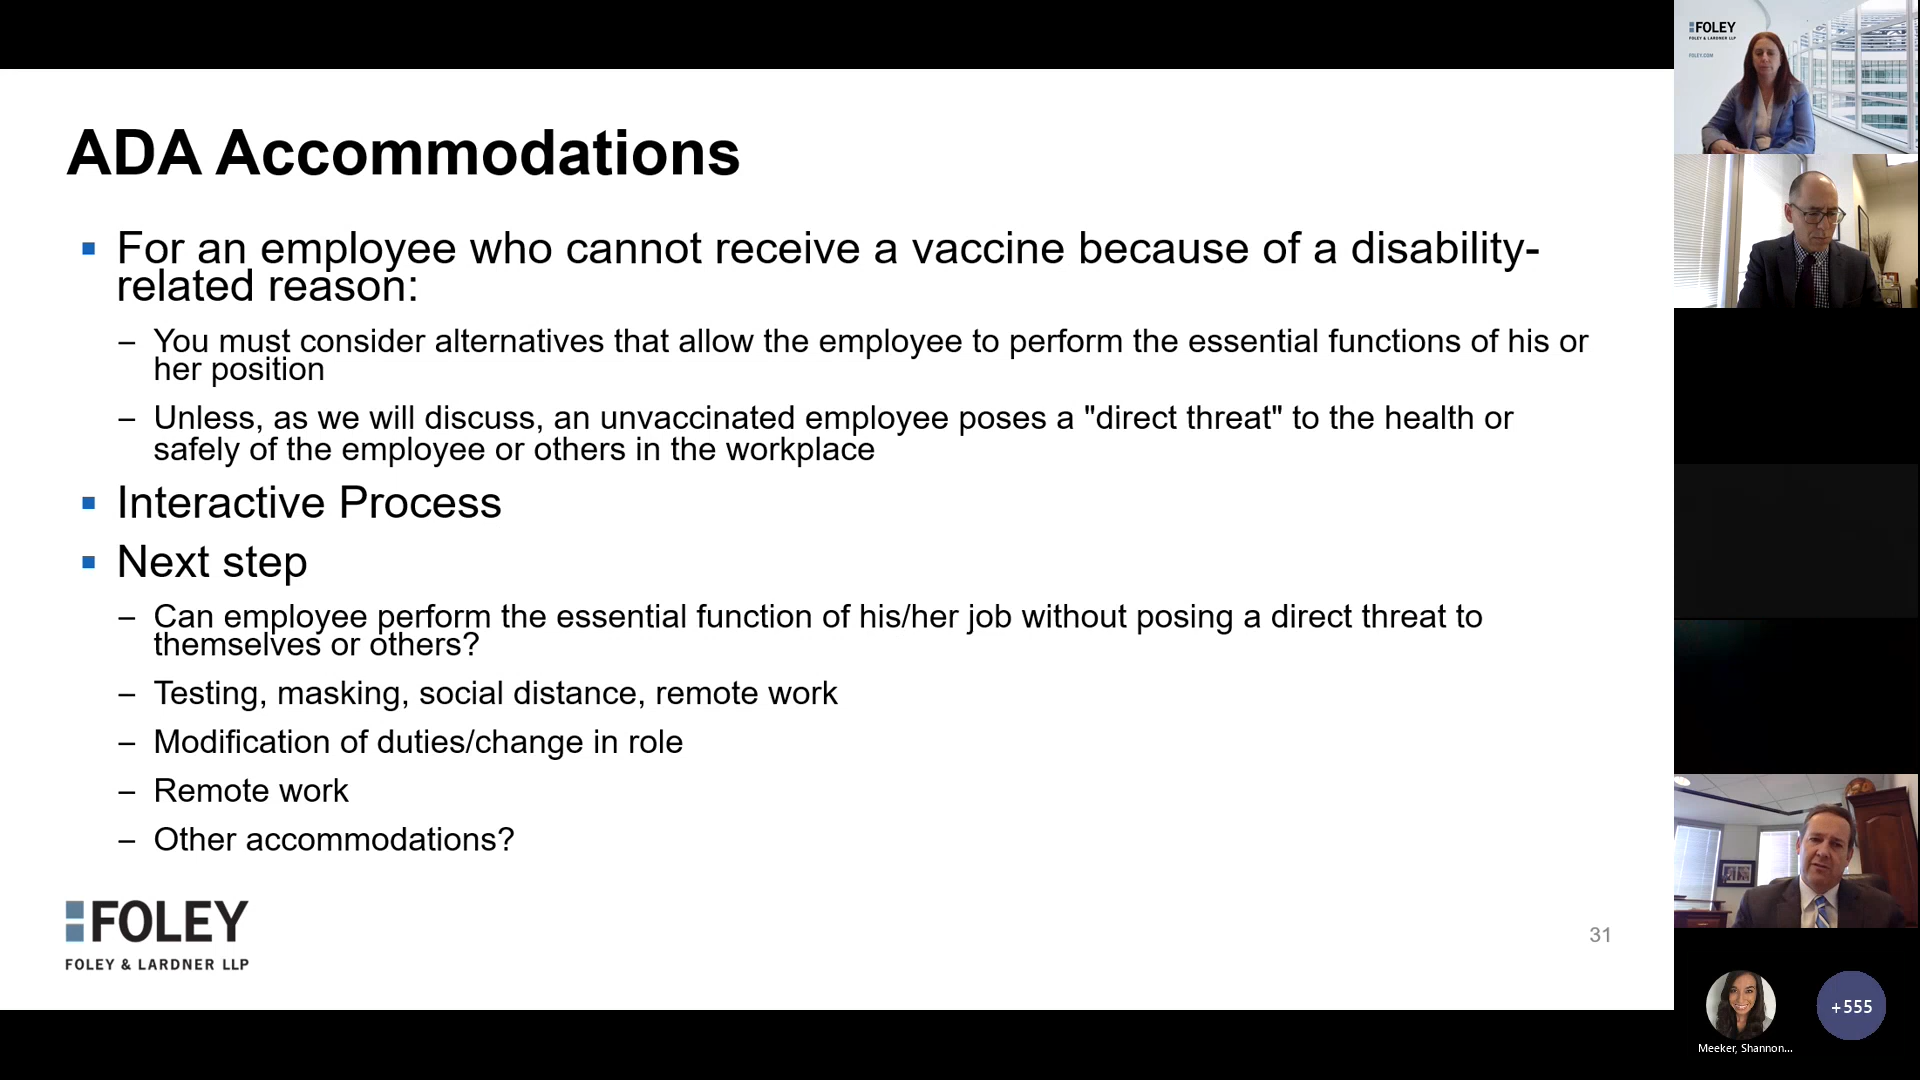 ADA Accommodations
For an employee who cannot receive a vaccine because of a disability-
related reason:
– You must consider alternatives that allow the employee to perform the essential functions of his or
her position
– Unless, as we will discuss, an unvaccinated employee poses a "direct threat" to the health or
safely of the employee or others in the workplace
Interactive Process
Next step
– Can employee perform the essential function of his/her job without posing a direct threat to
themselves or others?
– Testing, masking, social distance, remote work
– Modification of duties/change in role
– Remote work
– Other accommodations?
FOLEY
FOLEY & LARDNER LLP
31
FOLEY
FOLEY & LARDNER LLP
FOLEY.COM
Meeker, Shannon...
+555